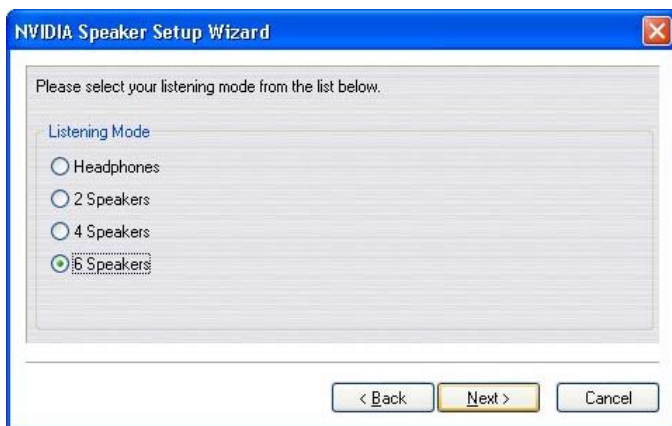 NVIDIA Speaker Setup Wizard
Please select your listening mode from the list below.
Listening Mode
Headphones
2 Speakers
4 Speakers
6 Speakers
< Back
Next >
Cancel